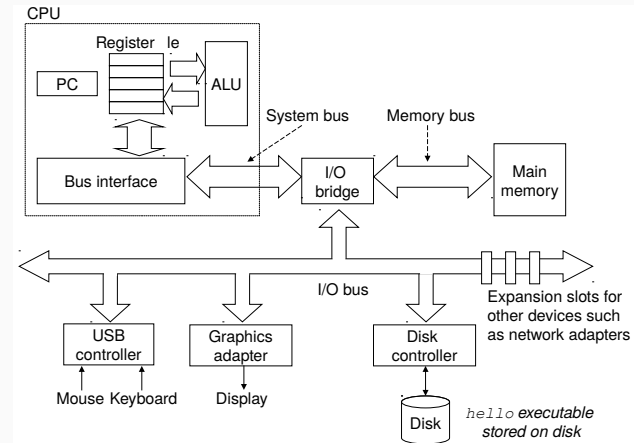 CPU
Register le
PC
ALU
System bus
Memory bus
Bus interface
I/O
bridge
Main
memory
I/O bus
Expansion slots for
other devices such
as network adapters
USB
controller
Graphics
adapter
Disk
controller
Mouse Keyboard
Display
Disk
hello executable
stored on disk